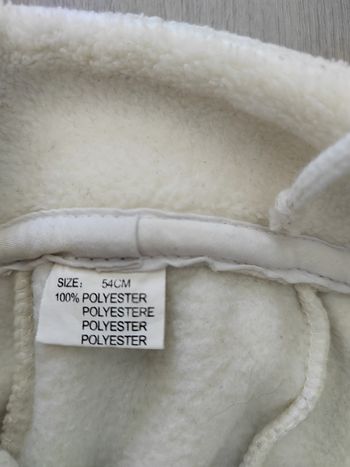 SIZE: 54CM
100% POLYESTER
POLYESTERE
POLYESTER
POLYESTER